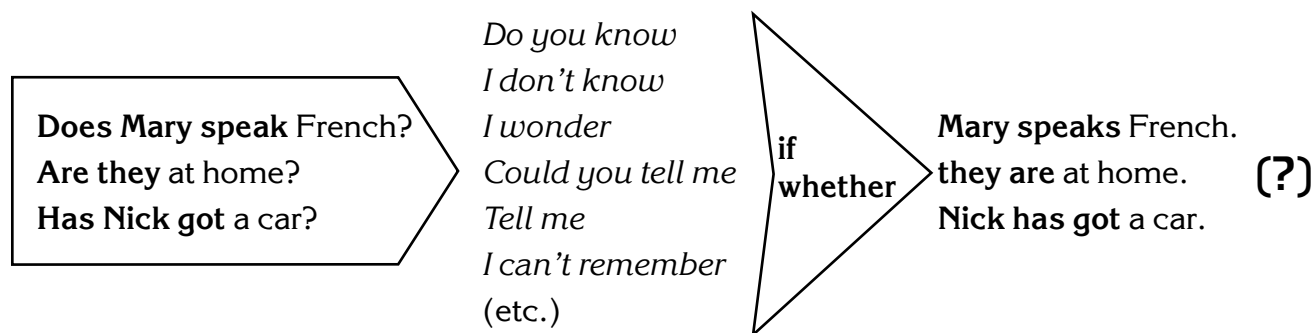 Does Mary speak French?
Are they at home?
Has Nick got a car?
Do you know
I don't know
I wonder
Could you tell me
Tell me
I can't remember
(etc.)
if
whether
Mary speaks French.
they are at home.
Nick has got a car.
(?)